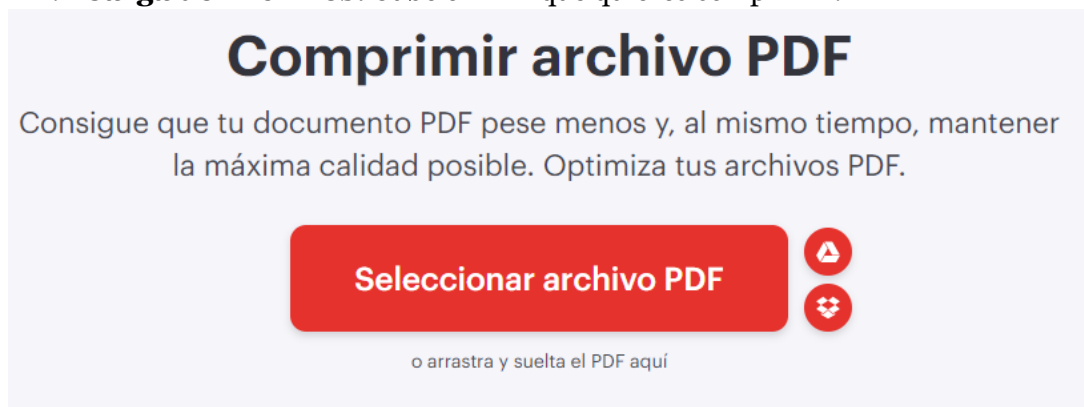 Comprimir archivo PDF
Consigue que tu documento PDF pese menos y, al mismo tiempo, mantener
la máxima calidad posible. Optimiza tus archivos PDF.
Seleccionar archivo PDF
o arrastra y suelta el PDF aquí